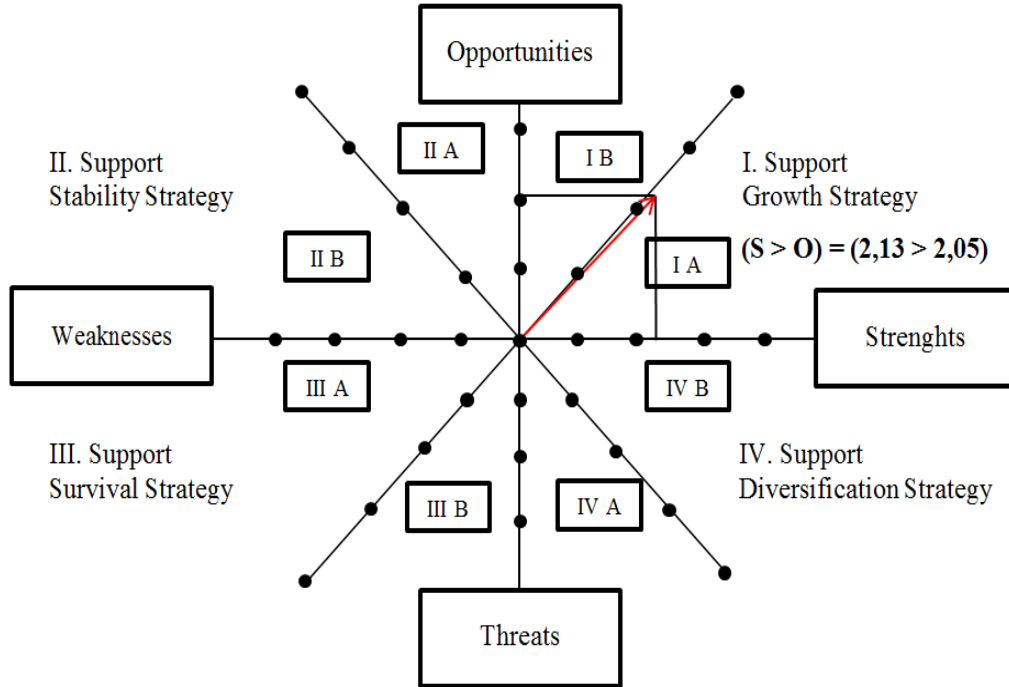 Opportunities
II A
I B
II. Support
Stability Strategy
I. Support
Growth Strategy
(S > O) = (2,13 > 2,05)
II B
I A
Weaknesses
Strenghts
III A
IV B
III. Support
Survival Strategy
IV. Support
Diversification Strategy
III B
IV A
Threats